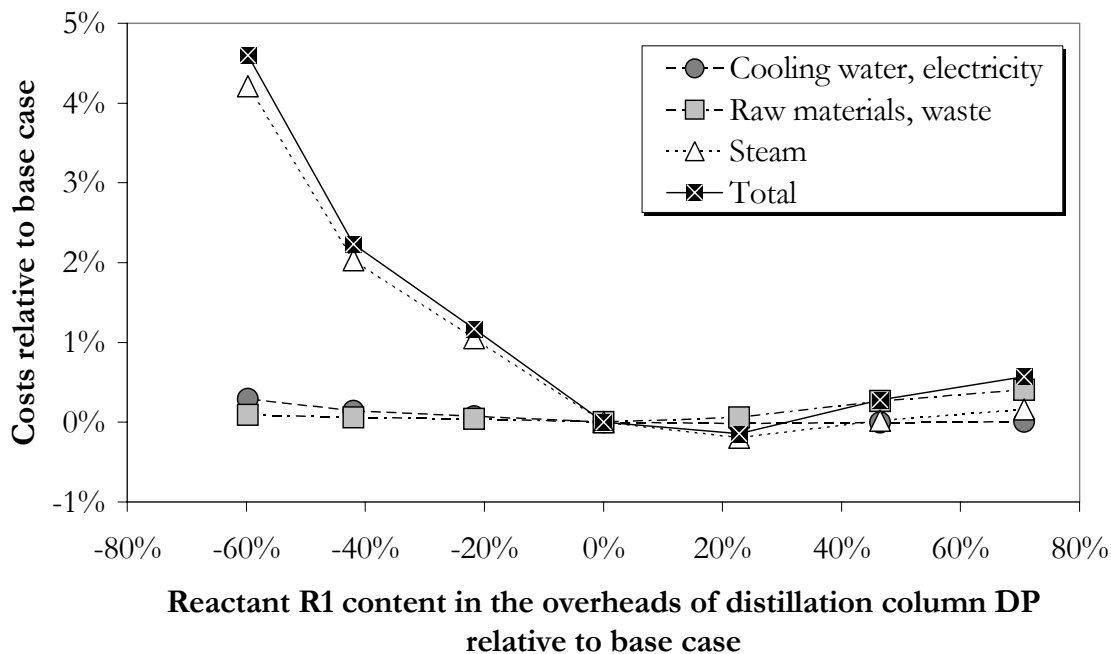 5%
4%
3%
2%
1%
0%
-1%
Costs relative to base case
Cooling water, electricity
Raw materials, waste
Steam
Total
-80% -60% -40% -20% 0% 20% 40% 60% 80%
Reactant R1 content in the overheads of distillation column DP
relative to base case